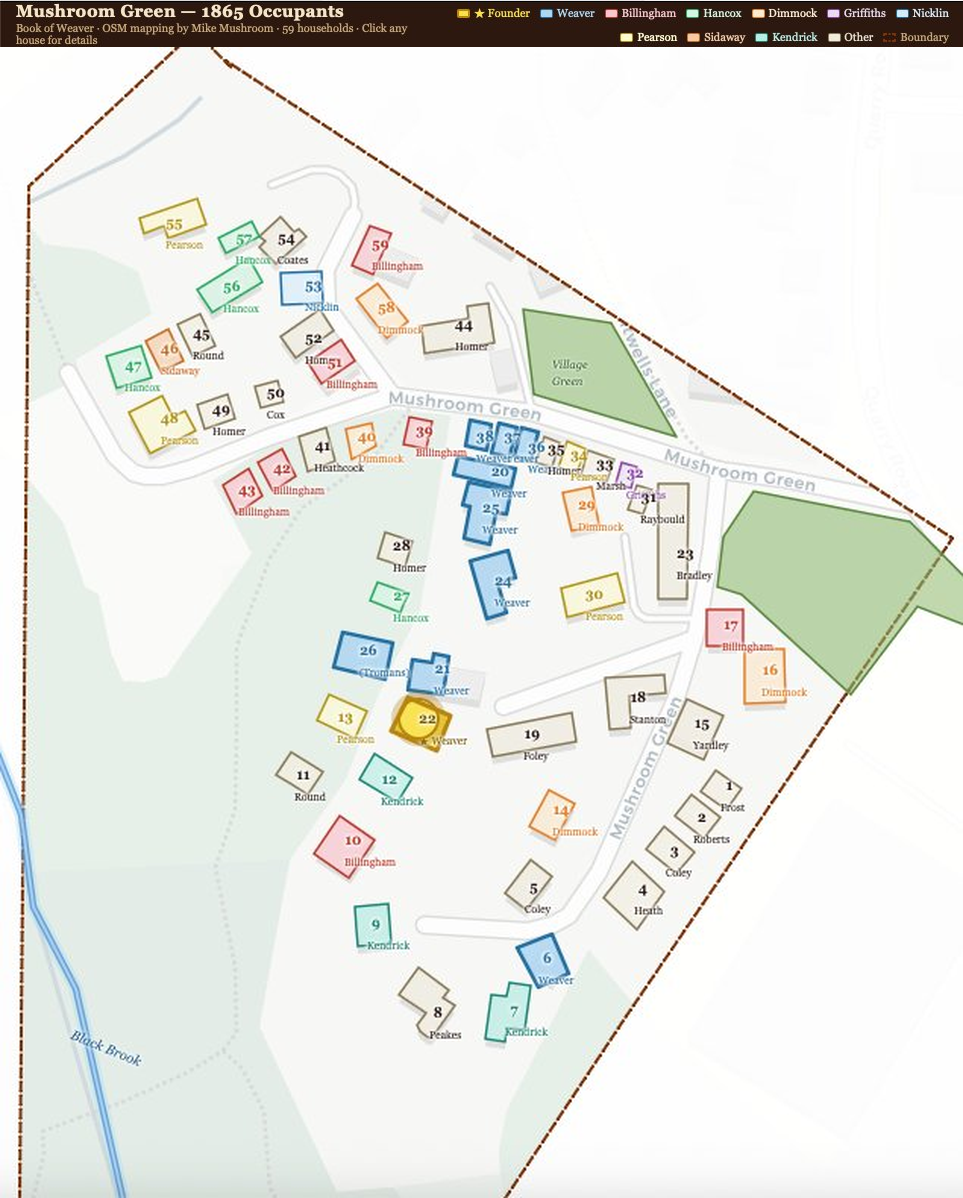 Mushroom Green — 1865 Occupants
Book of Weaver · OSM mapping by Mike Mushroom · 59 households · Click any
house for details
★ Founder
Weaver
Billingham
Hancox
Dimmock
Griffiths
Nicklin
Pearson
Sidaway
Kendrick
Other
Boundary
55
Pearson
57
Hancox
54
Coates
59
Billingham
56
Hancox
53
Nicklin
58
Dimmock
44
Homer
52
51
Billingham
45
Round
46
Sidaway
47
Hancox
48
Pearson
49
Homer
50
Cox
Village
Green
Mushroom Green
Mushroom Green
43
Billingham
42
Billingham
41
Heathcock
40
Dimmock
39
Billingham
38
37
36
35
Homer
34
Pearson
33
Marsh
32
Griffiths
31
Raybould
20
Weaver
25
Weaver
29
Dimmock
23
Bradley
28
Homer
27
Hancox
24
Weaver
30
Pearson
26
(Tromans)
21
Weaver
17
Billingham
16
Dimmock
13
Pearson
22
★ Weaver
19
Foley
18
Stanton
15
Yardley
Mushroom Green
11
Round
12
Kendrick
14
Dimmock
1
Frost
2
Roberts
3
Coley
4
Heath
10
Billingham
5
Coley
9
Kendrick
6
Weaver
8
Peakes
7
Kendrick
Black Brook